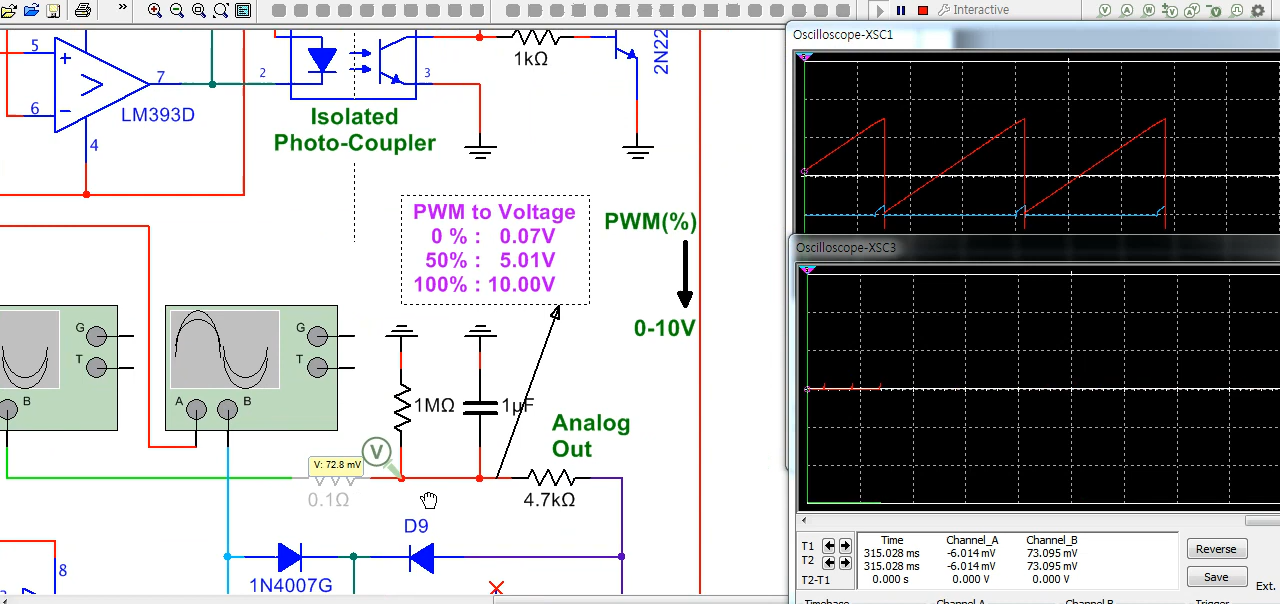 Interactive
5
6
7
4
LM393D
2
3
1kΩ
2N22
Isolated
Photo-Coupler
PWM to Voltage
0 % : 0.07V
50% : 5.01V
100% : 10.00V
PWM(%)
0-10V
G
T
B
G
T
A
B
1MΩ
1µF
Analog
Out
V
V: 72.8 mV
0.1Ω
4.7kΩ
D9
1N4007G
8
Oscilloscope-XSC1
Oscilloscope-XSC3
T1
T2
T2-T1
Time Channel_A Channel_B
315.028 ms -6.014 mV 73.095 mV
315.028 ms -6.014 mV 73.095 mV
0.000 s 0.000 V 0.000 V
Reverse
Save
Ext.
Timebase
Channel A
Channel B
Trigger